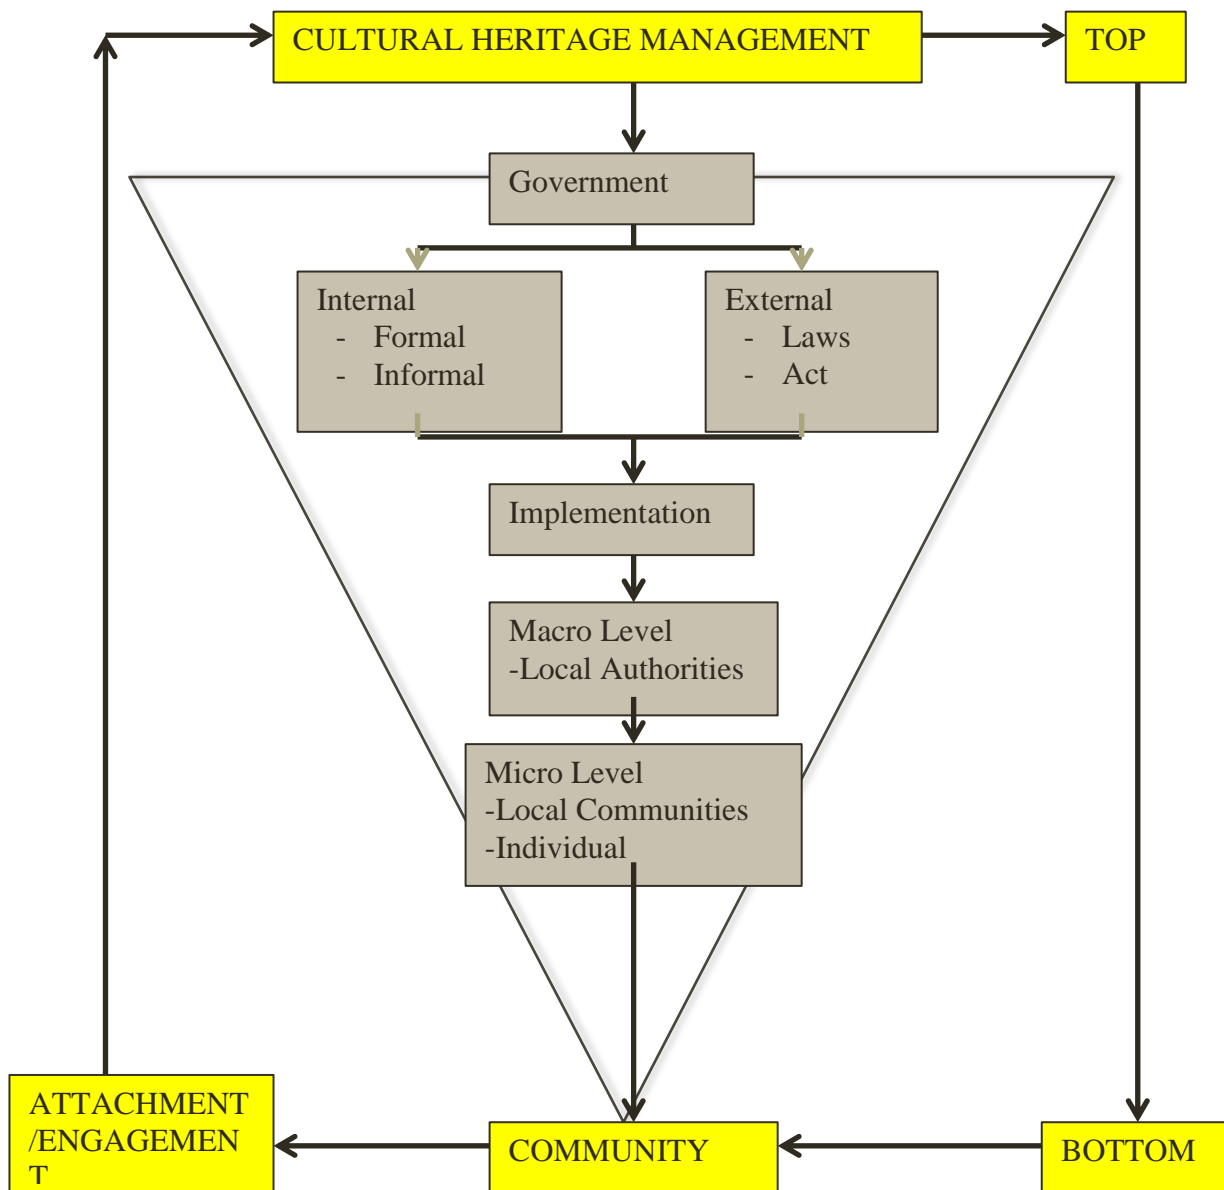 CULTURAL HERITAGE MANAGEMENT
TOP
Government
Internal
- Formal
- Informal
External
- Laws
- Act
Implementation
Macro Level
-Local Authorities
Micro Level
-Local Communities
-Individual
ATTACHMENT
/ENGAGEMEN
T
COMMUNITY
BOTTOM